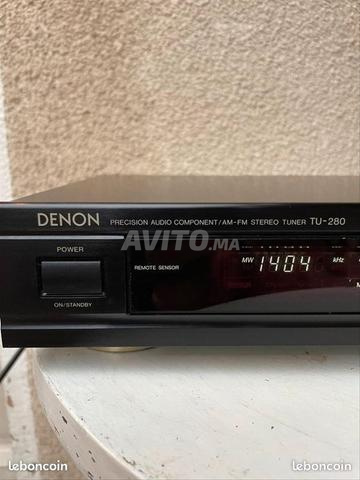 DENON PRECISION AUDIO COMPONENT/AM-FM STEREO TUNER TU-280
AVITO.MA
POWER
REMOTE SENSOR
MW 1404 kHz
ON/STANDBY
leboncoin leboncoin